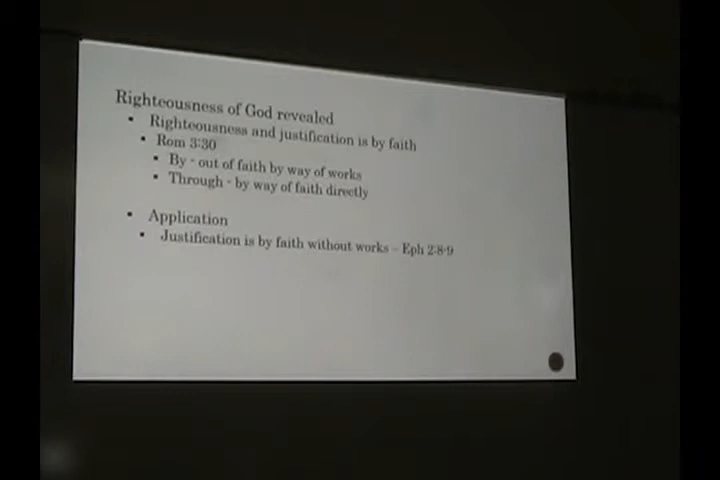 Righteousness of God revealed
▪ Righteousness and justification is by faith
▪ Rom 3:30
▪ By - out of faith by way of works
▪ Through - by way of faith directly
▪ Application
▪ Justification is by faith without works – Eph 2:8-9